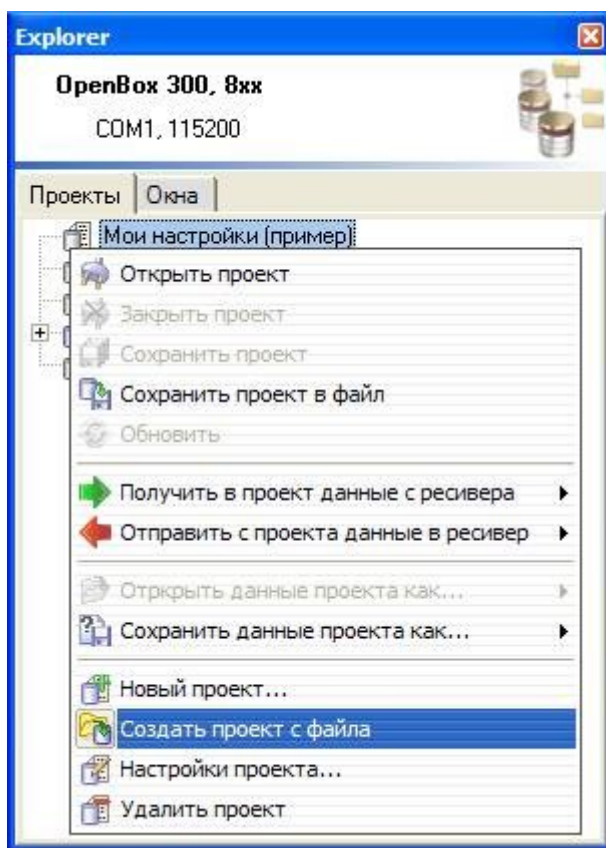 Explorer
OpenBox 300, 8xx
COM1, 115200
Проекты
Окна
Мои настройки (пример)
Открыть проект
Закрыть проект
Сохранить проект
Сохранить проект в файл
Обновить
Получить в проект данные с ресивера
Отправить с проекта данные в ресивер
Отркрыть данные проекта как...
Сохранить данные проекта как...
Новый проект...
Создать проект с файла
Настройки проекта...
Удалить проект